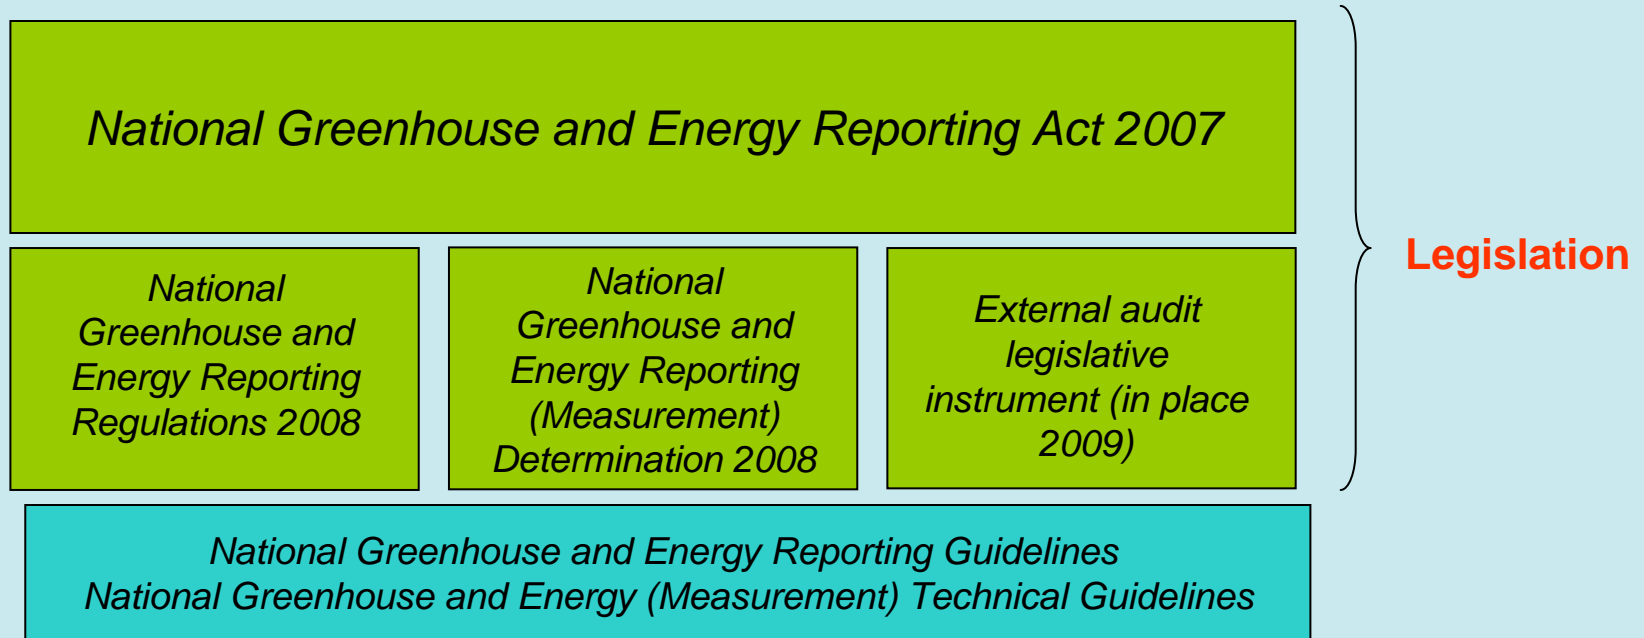 National Greenhouse and Energy Reporting Act 2007
Legislation
National
Greenhouse and
Energy Reporting
Regulations 2008
National
Greenhouse and
Energy Reporting
(Measurement)
Determination 2008
External audit
legislative
instrument (in place
2009)
National Greenhouse and Energy Reporting Guidelines
National Greenhouse and Energy (Measurement) Technical Guidelines